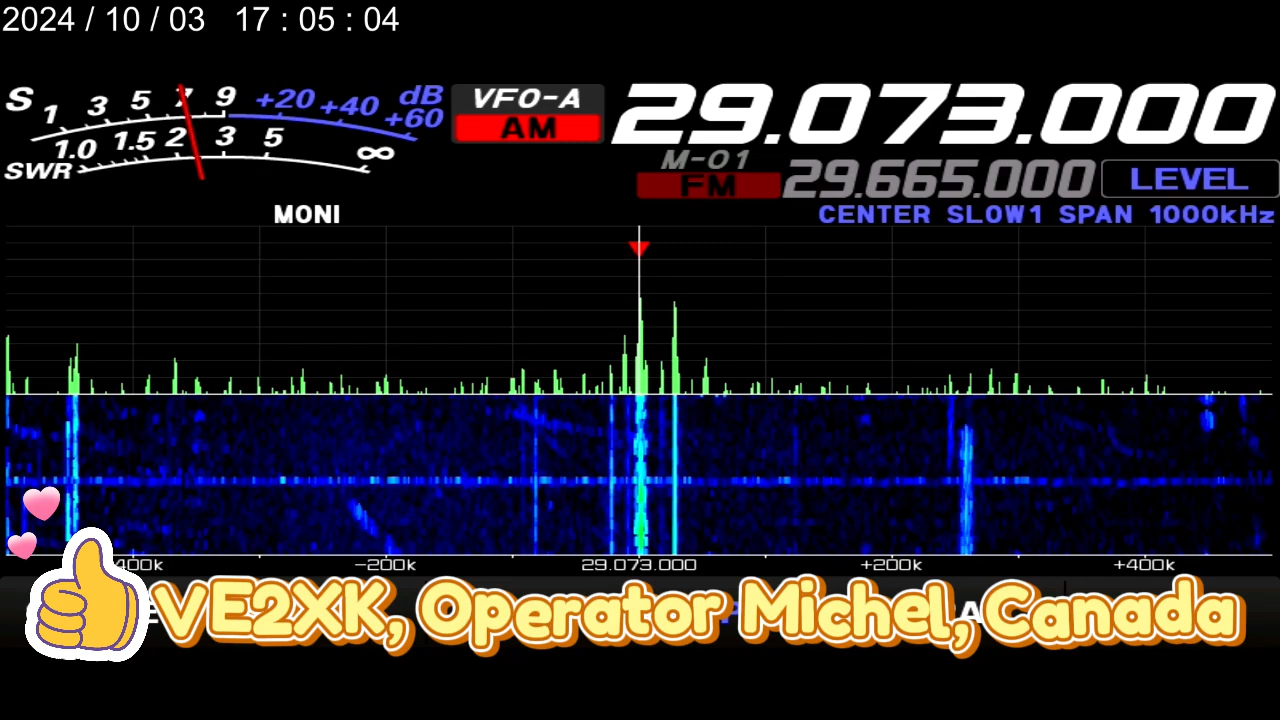 2024 / 10 / 03 17 : 05 : 04
S 1 3 5 7 9 +20 +40 +60 dB
VFO-A
29.073.000
AM
1.0 1.5 2 3 5 ∞
SWR
M-01
FM
29.665.000
LEVEL
MONI
CENTER SLOW1 SPAN 1000kHz
-200k 29.073.000 +200k +400k
VE2XK, Operator Michel, Canada